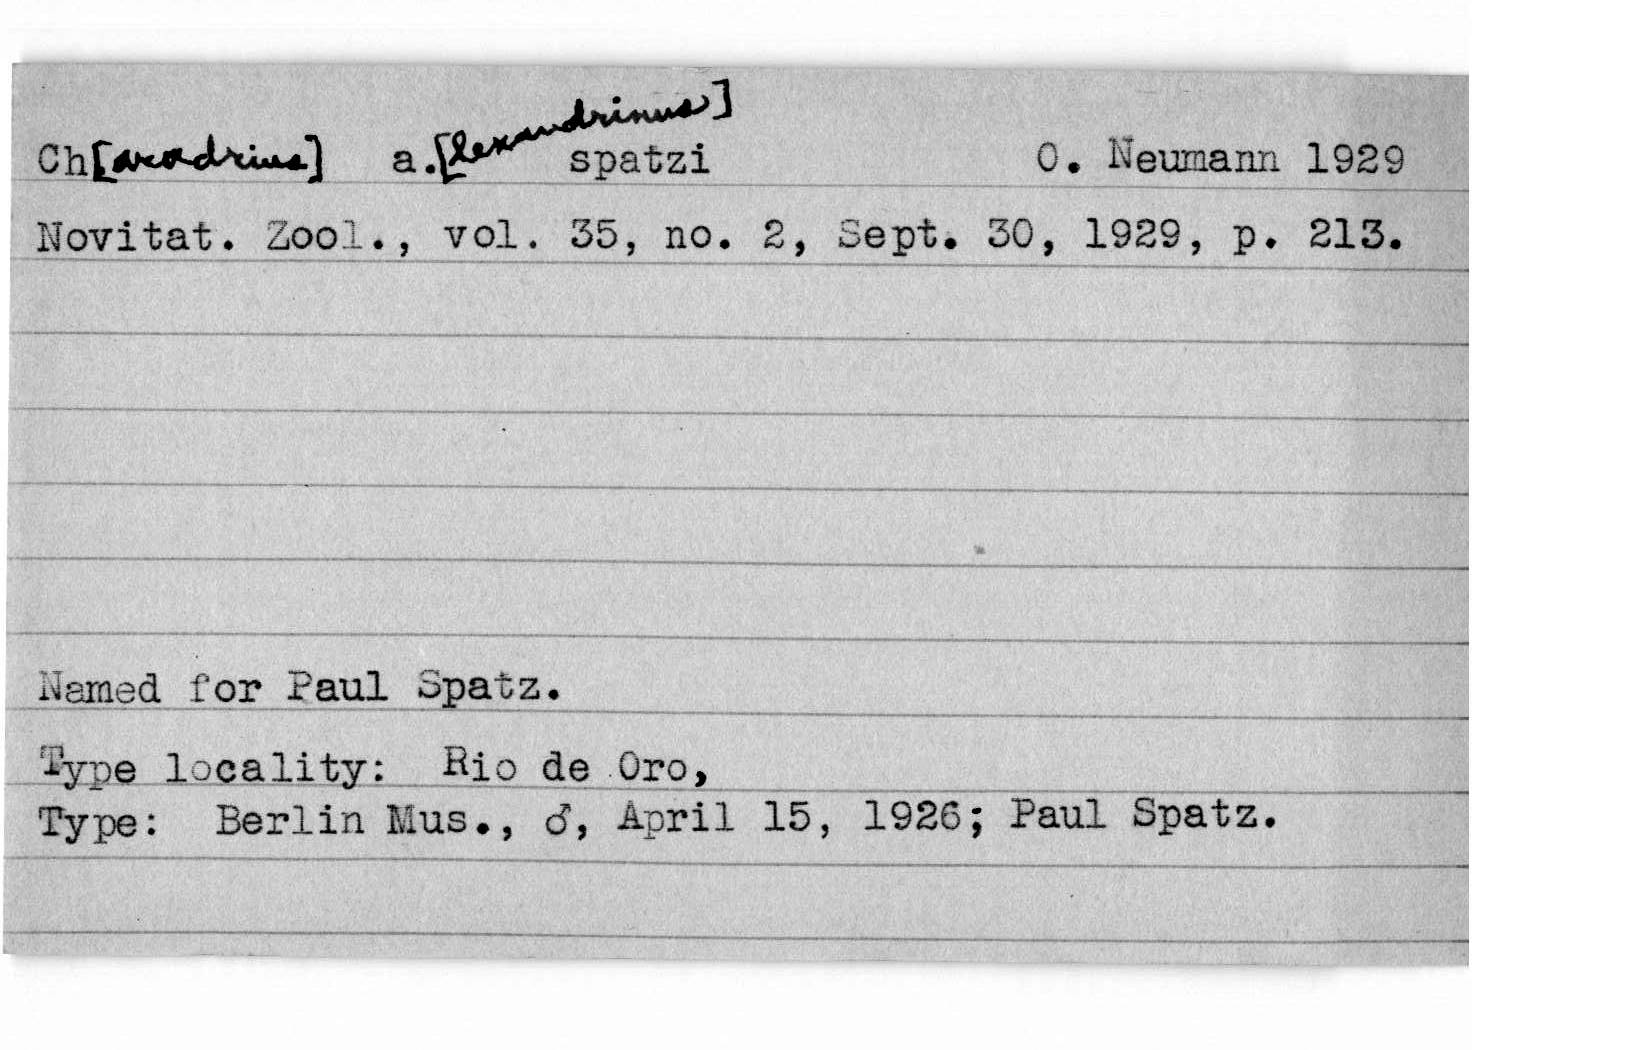 Ch[aradrius] a.[lexandrinus] spatzi O. Neumann 1929
Novitat. Zool., vol. 35, no. 2, Sept. 30, 1929, p. 213.
Named for Paul Spatz.
Type locality: Rio de Oro,
Type: Berlin Mus., ♂, April 15, 1926; Paul Spatz.